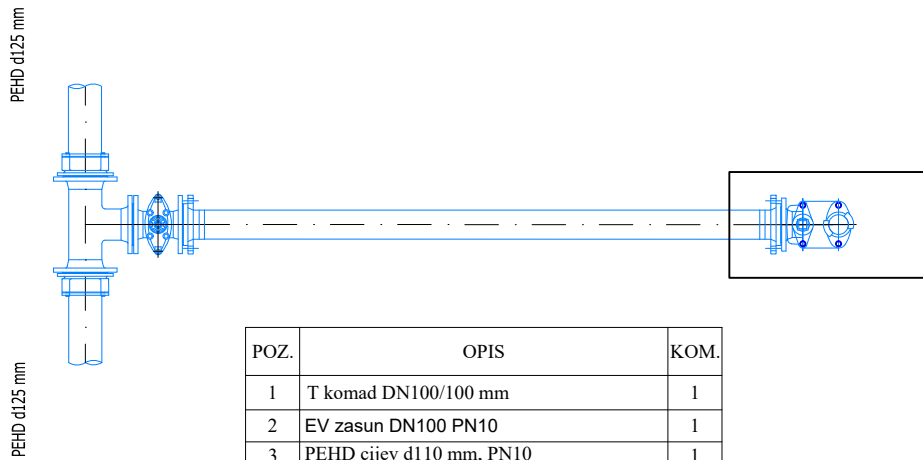 PEHD d125 mm
PEHD d125 mm
POZ. OPIS KOM.
1 T komad DN100/100 mm 1
2 EV zasun DN100 PN10 1
3 PEHD cijev d110 mm, PN10 1